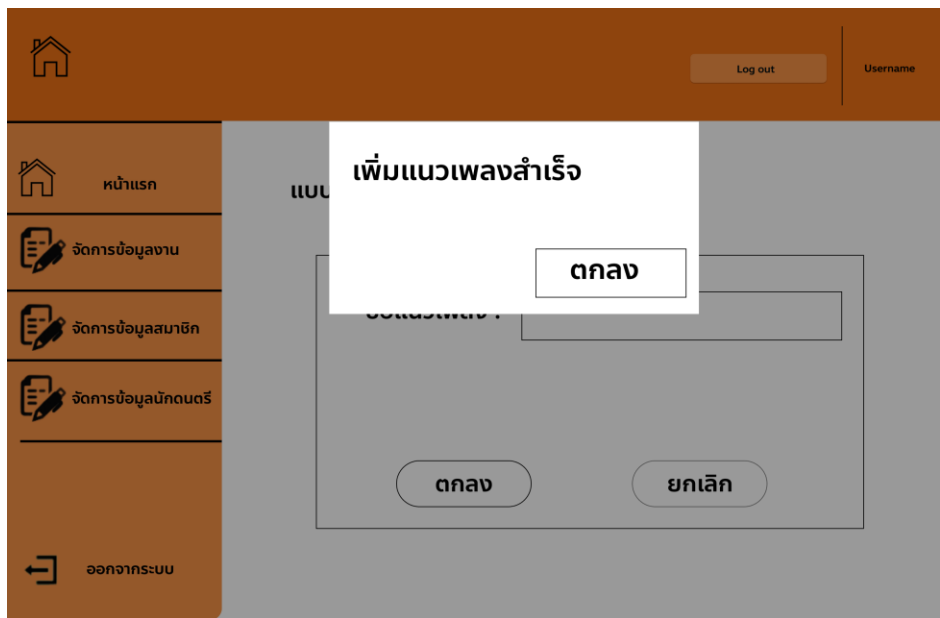 Log out
Username
หน้าแรก
จัดการข้อมูลงาน
จัดการข้อมูลสมาชิก
จัดการข้อมูลนักดนตรี
ออกจากระบบ
เพิ่มแนวเพลงสำเร็จ
ตกลง
ตกลง
ยกเลิก